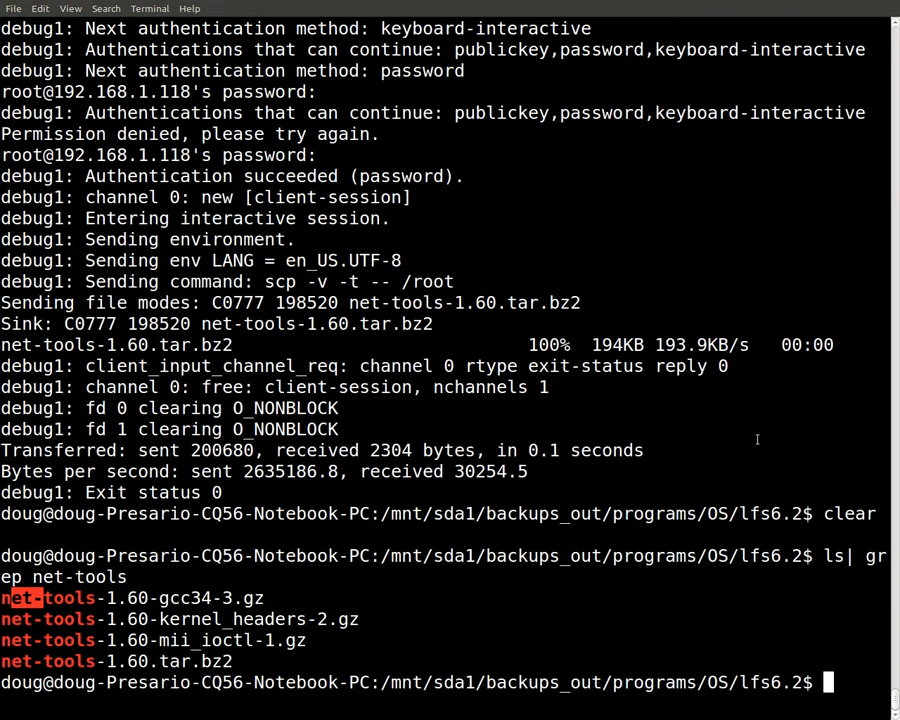 File Edit View Search Terminal Help
debug1: Next authentication method: keyboard-interactive
debug1: Authentications that can continue: publickey,password,keyboard-interactive
debug1: Next authentication method: password
root@192.168.1.118's password:
debug1: Authentications that can continue: publickey,password,keyboard-interactive
Permission denied, please try again.
root@192.168.1.118's password:
debug1: Authentication succeeded (password).
debug1: channel 0: new [client-session]
debug1: Entering interactive session.
debug1: Sending environment.
debug1: Sending env LANG = en_US.UTF-8
debug1: Sending command: scp -v -t -- /root
Sending file modes: C0777 198520 net-tools-1.60.tar.bz2
Sink: C0777 198520 net-tools-1.60.tar.bz2
net-tools-1.60.tar.bz2 100% 194KB 193.9KB/s 00:00
debug1: client_input_channel_req: channel 0 rtype exit-status reply 0
debug1: channel 0: free: client-session, nchannels 1
debug1: fd 0 clearing O_NONBLOCK
debug1: fd 1 clearing O_NONBLOCK
Transferred: sent 200680, received 2304 bytes, in 0.1 seconds
Bytes per second: sent 2635186.8, received 30254.5
debug1: Exit status 0
doug@doug-Presario-CQ56-Notebook-PC:/mnt/sda1/backups_out/programs/OS/lfs6.2$ clear
doug@doug-Presario-CQ56-Notebook-PC:/mnt/sda1/backups_out/programs/OS/lfs6.2$ ls| gr
ep net-tools
net-tools-1.60-gcc34-3.gz
net-tools-1.60-kernel_headers-2.gz
net-tools-1.60-mii_ioctl-1.gz
net-tools-1.60.tar.bz2
doug@doug-Presario-CQ56-Notebook-PC:/mnt/sda1/backups_out/programs/OS/lfs6.2$